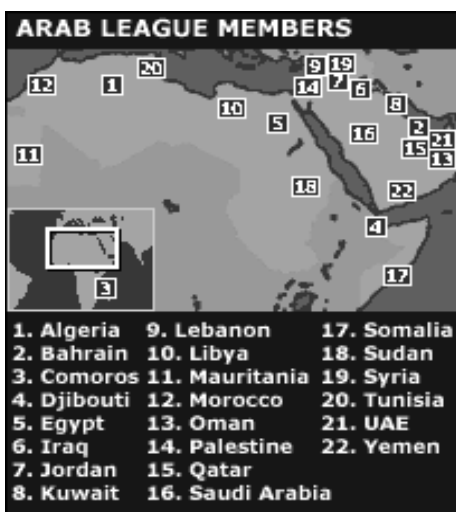 ARAB LEAGUE MEMBERS
20
9
19
12
1
14
7
6
10
8
5
2
16
21
15
11
13
18
22
4
17
3
1. Algeria 9. Lebanon 17. Somalia
2. Bahrain 10. Libya 18. Sudan
3. Comoros 11. Mauritania 19. Syria
4. Djibouti 12. Morocco 20. Tunisia
5. Egypt 13. Oman 21. UAE
6. Iraq 14. Palestine 22. Yemen
7. Jordan 15. Qatar
8. Kuwait 16. Saudi Arabia